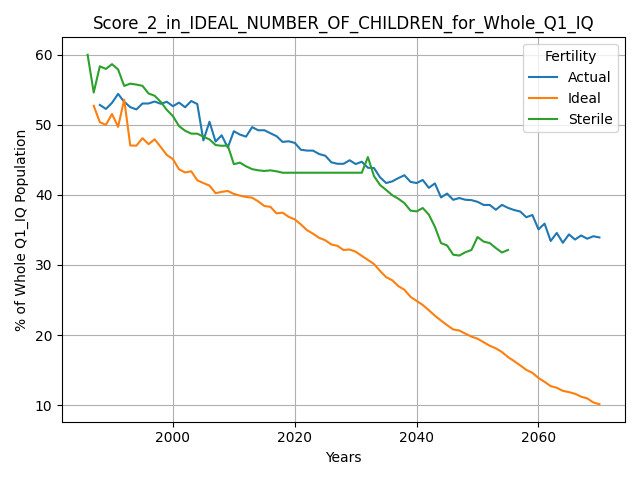 Score_2_in_IDEAL_NUMBER_OF_CHILDREN_for_Whole_Q1_IQ
Fertility
Actual
Ideal
Sterile
% of Whole Q1_IQ Population
60
50
40
30
20
10
2000
2020
2040
2060
Years